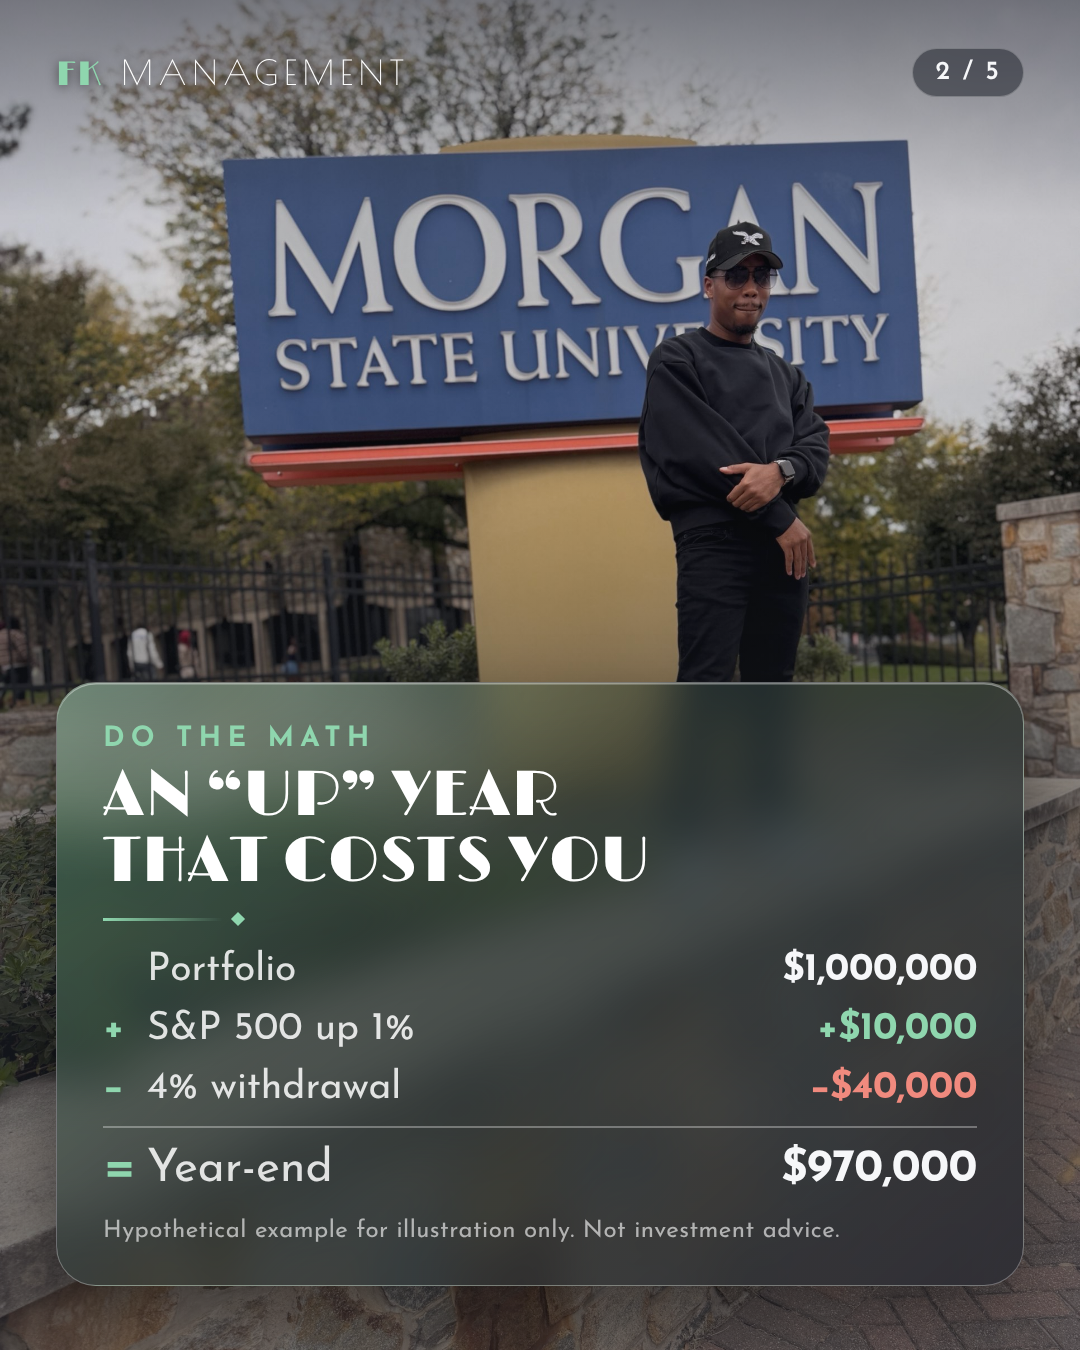 FK MANAGEMENT
2 / 5
MORGAN
STATE UNIVERSITY
DO THE MATH
AN “UP” YEAR
THAT COSTS YOU
Portfolio $1,000,000
+ S&P 500 up 1% +$10,000
– 4% withdrawal –$40,000
= Year-end $970,000
Hypothetical example for illustration only. Not investment advice.